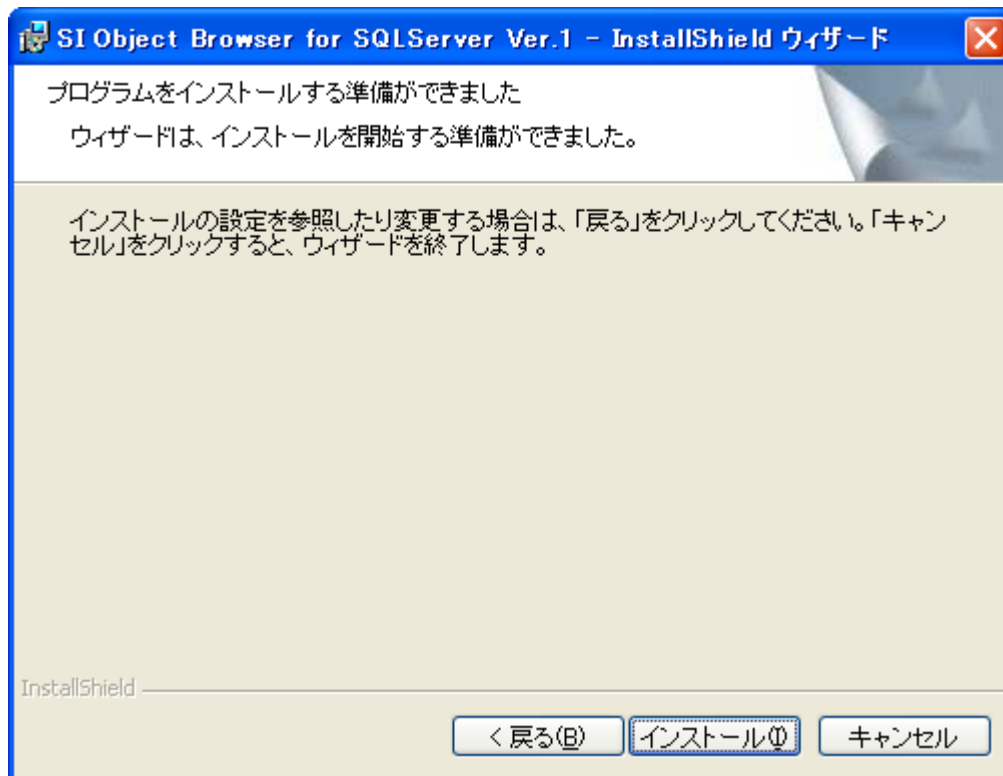 SI Object Browser for SQLServer Ver.1 - InstallShield ウィザード
プログラムをインストールする準備ができました
ウィザードは、インストールを開始する準備ができました。
インストールの設定を参照したり変更する場合は、「戻る」をクリックしてください。「キャン
セル」をクリックすると、ウィザードを終了します。
InstallShield
< 戻る(B) インストール(I) キャンセル